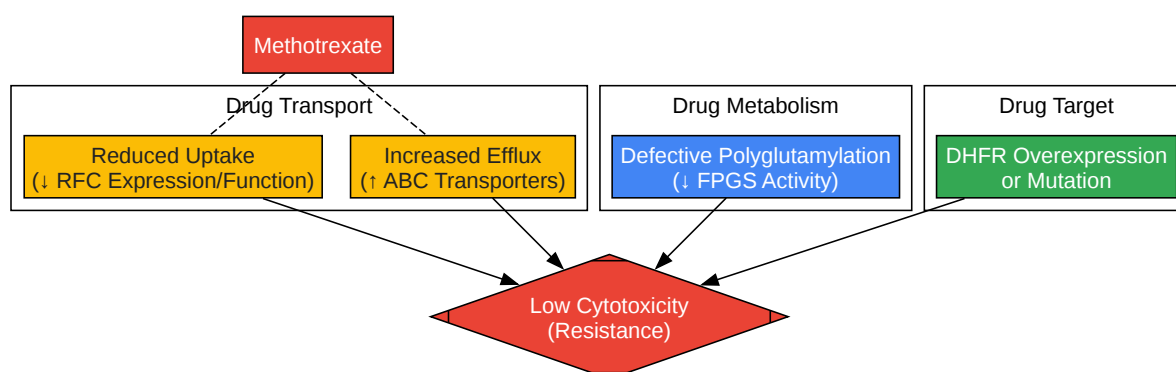 Methotrexate
Drug Transport
Drug Metabolism
Drug Target
Reduced Uptake
(↓ RFC Expression/Function)
Increased Efflux
(↑ ABC Transporters)
Defective Polyglutamylation
(↓ FPGS Activity)
DHFR Overexpression
or Mutation
Low Cytotoxicity
(Resistance)